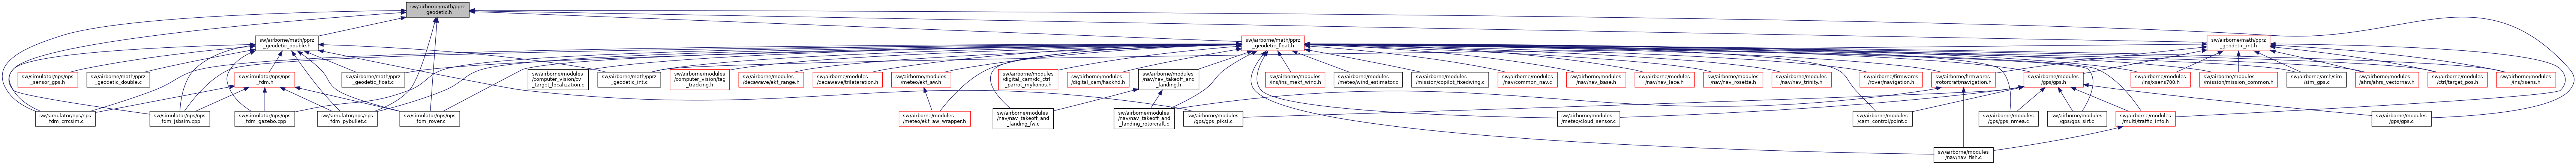 sw/airborne/math/pprz
_geodetic.h
sw/airborne/math/pprz
_geodetic_double.h
sw/airborne/math/pprz
_geodetic_float.h
sw/airborne/math/pprz
_geodetic_int.h
sw/simulator/nps/nps
_sensor_gps.h
sw/airborne/math/pprz
_geodetic_double.c
sw/simulator/nps/nps
_fdm.h
sw/airborne/math/pprz
_geodetic_float.c
sw/airborne/modules
/computer_vision/cv
_target_localization.c
sw/airborne/math/pprz
_geodetic_int.c
sw/airborne/modules
/computer_vision/tag
_tracking.h
sw/airborne/modules
/decawave/ekf_range.h
sw/airborne/modules
/decawave/trilateration.h
sw/airborne/modules
/meteo/ekf_aw.h
sw/airborne/modules
/digital_cam/dc_ctrl
_parrot_mykonos.h
sw/airborne/modules
/digital_cam/hackhd.h
sw/airborne/modules
/nav/nav_takeoff_and
_landing.h
sw/airborne/modules
/ins/ins_mekf_wind.h
sw/airborne/modules
/meteo/wind_estimator.c
sw/airborne/modules
/mission/copilot_fixedwing.c
sw/airborne/modules
/nav/common_nav.c
sw/airborne/modules
/nav/nav_base.h
sw/airborne/modules
/nav/nav_lace.h
sw/airborne/modules
/nav/nav_rosette.h
sw/airborne/modules
/nav/nav_trinity.h
sw/airborne/firmwares
/rover/navigation.h
sw/airborne/firmwares
/rotorcraft/navigation.h
sw/airborne/modules
/gps/gps.h
sw/airborne/modules
/ins/xsens700.h
sw/airborne/modules
/mission/mission_common.h
sw/airborne/arch/sim
/sim_gps.c
sw/airborne/modules
/ahrs/ahrs_vectornav.h
sw/airborne/modules
/ctrl/target_pos.h
sw/airborne/modules
/ins/xsens.h
sw/simulator/nps/nps
_fdm_crrcsim.c
sw/simulator/nps/nps
_fdm_jsbsim.cpp
sw/simulator/nps/nps
_fdm_gazebo.cpp
sw/simulator/nps/nps
_fdm_pybullet.c
sw/simulator/nps/nps
_fdm_rover.c
sw/airborne/modules
/meteo/ekf_aw_wrapper.h
sw/airborne/modules
/nav/nav_takeoff_and
_landing_fw.c
sw/airborne/modules
/nav/nav_takeoff_and
_landing_rotorcraft.c
sw/airborne/modules
/gps/gps_piksi.c
sw/airborne/modules
/meteo/cloud_sensor.c
sw/airborne/modules
/cam_control/point.c
sw/airborne/modules
/gps/gps_nmea.c
sw/airborne/modules
/gps/gps_sirf.c
sw/airborne/modules
/multi/traffic_info.h
sw/airborne/modules
/gps/gps.c
sw/airborne/modules
/nav/nav_fish.c